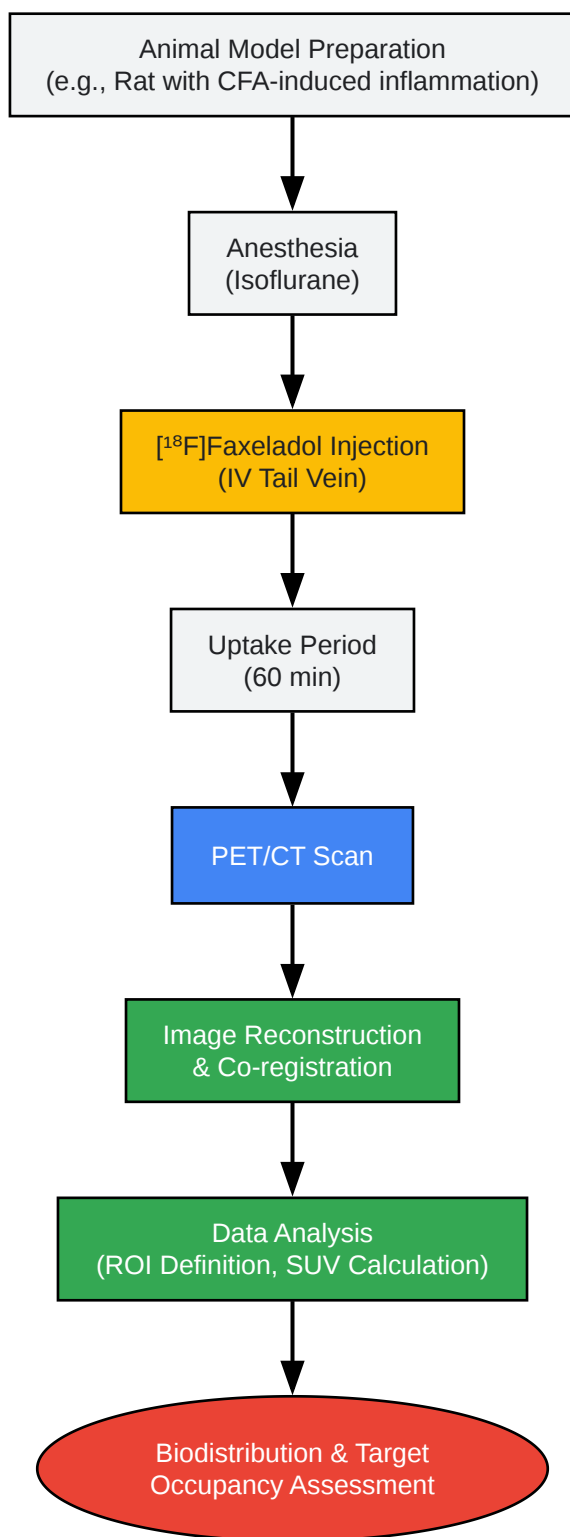 Animal Model Preparation
(e.g., Rat with CFA-induced inflammation)
Anesthesia
(Isoflurane)
[¹⁸F]Faxeladol Injection
(IV Tail Vein)
Uptake Period
(60 min)
PET/CT Scan
Image Reconstruction
& Co-registration
Data Analysis
(ROI Definition, SUV Calculation)
Biodistribution & Target
Occupancy Assessment